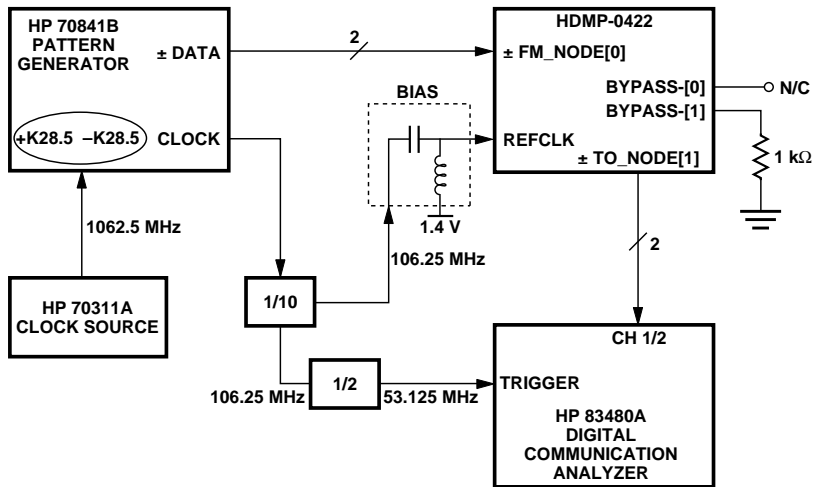 HP 70841B
PATTERN
GENERATOR
± DATA
+K28.5 –K28.5
CLOCK
2
HDMP-0422
± FM_NODE[0]
BYPASS-[0]
N/C
BYPASS-[1]
BIAS
REFCLK
± TO_NODE[1]
1 kΩ
1.4 V
1062.5 MHz
106.25 MHz
2
HP 70311A
CLOCK SOURCE
1/10
CH 1/2
1/2
106.25 MHz
53.125 MHz
TRIGGER
HP 83480A
DIGITAL
COMMUNICATION
ANALYZER